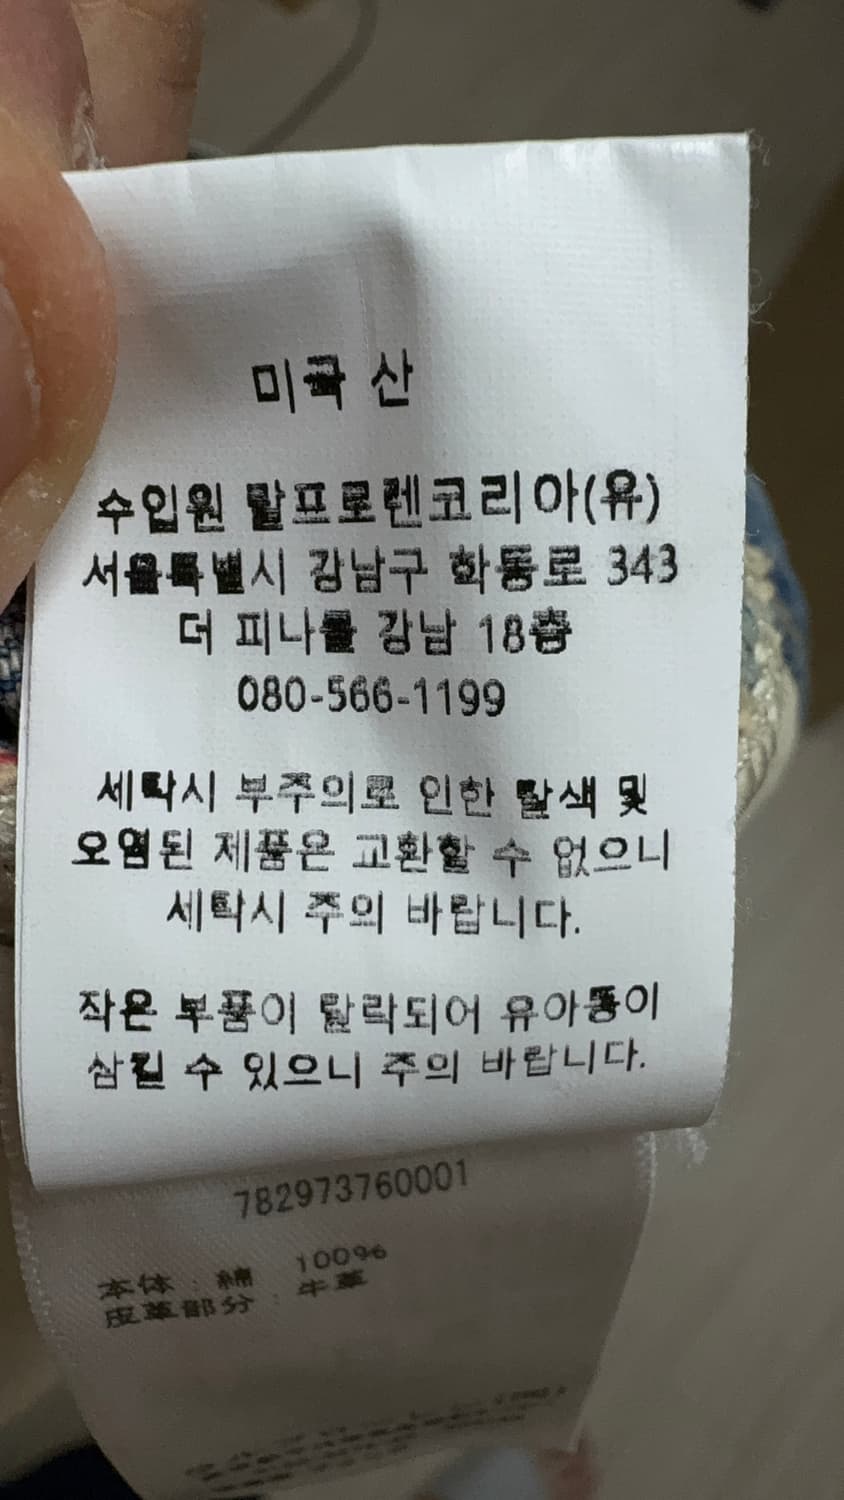 미국 산
수입원 랄프로렌코리아(유)
서울특별시 강남구 학동로 343
더 피나클 강남 18층
080-566-1199
세탁시 부주의로 인한 탈색 및
오염된 제품은 교환할 수 없으니
세탁시 주의 바랍니다.
작은 부품이 탈락되어 유아동이
삼킬 수 있으니 주의 바랍니다.
782973760001
本体 : 綿 100%
皮革部分 : 牛革